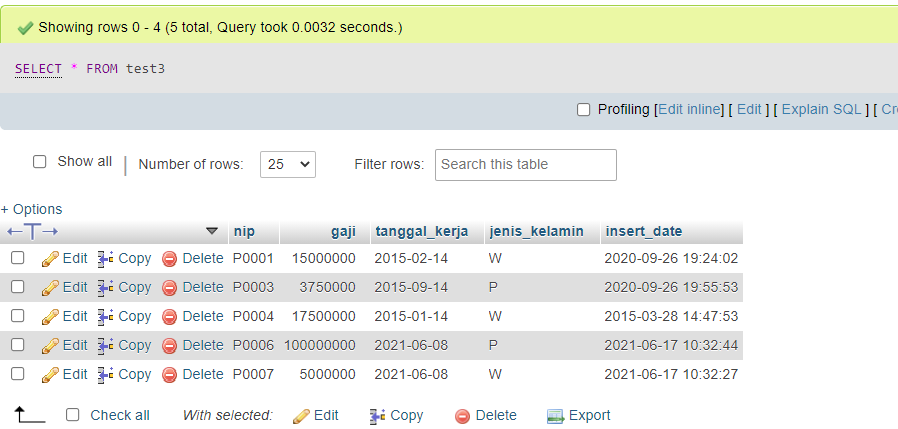 Showing rows 0 - 4 (5 total, Query took 0.0032 seconds.)
SELECT * FROM test3
Profiling [Edit inline] [ Edit ] [ Explain SQL ] [ Cr
Show all | Number of rows: 25 Filter rows: Search this table
+ Options
nip gaji tanggal_kerja jenis_kelamin insert_date
Edit Copy Delete P0001 15000000 2015-02-14 W 2020-09-26 19:24:02
Edit Copy Delete P0003 3750000 2015-09-14 P 2020-09-26 19:55:53
Edit Copy Delete P0004 17500000 2015-01-14 W 2015-03-28 14:47:53
Edit Copy Delete P0006 100000000 2021-06-08 P 2021-06-17 10:32:44
Edit Copy Delete P0007 5000000 2021-06-08 W 2021-06-17 10:32:27
Check all With selected: Edit Copy Delete Export